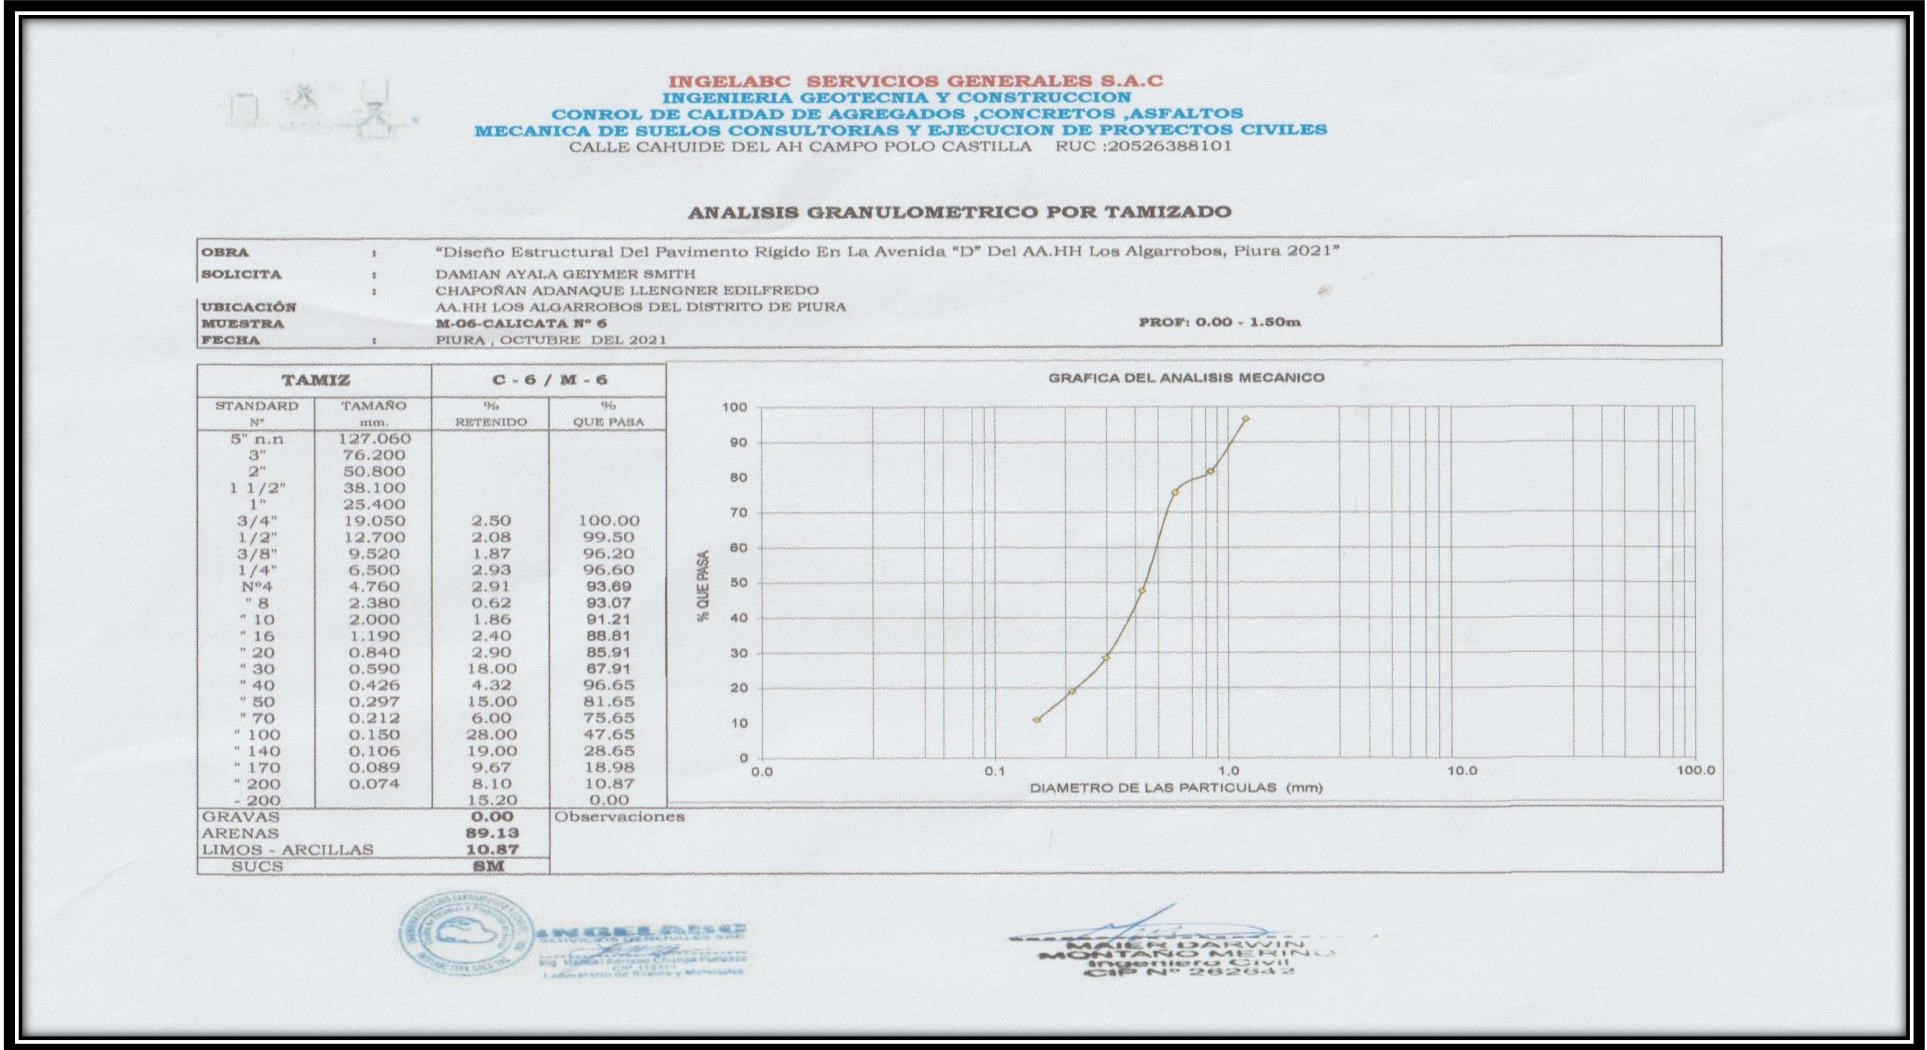 INGELABC SERVICIOS GENERALES S.A.C
INGENIERIA GEOTECNIA Y CONSTRUCCION
CONROL DE CALIDAD DE AGREGADOS ,CONCRETOS ,ASFALTOS
MECANICA DE SUELOS CONSULTORIAS Y EJECUCION DE PROYECTOS CIVILES
CALLE CAHUIDE DEL AH CAMPO POLO CASTILLA RUC :20526388101
ANALISIS GRANULOMETRICO POR TAMIZADO
OBRA : "Diseño Estructural Del Pavimento Rígido En La Avenida "D" Del AA.HH Los Algarrobos, Piura 2021"
SOLICITA : DAMIAN AYALA GEIYMER SMITH
: CHAPOÑAN ADANAQUE LLENGNER EDILFREDO
UBICACIÓN AA.HH LOS ALGARROBOS DEL DISTRITO DE PIURA
MUESTRA M-06-CALICATA Nº 6 PROF: 0.00 - 1.50m
FECHA : PIURA , OCTUBRE DEL 2021
TAMIZ C - 6 / M - 6
STANDARD TAMAÑO % %
Nº mm. RETENIDO QUE PASA
5" n.n 127.060
3" 76.200
2" 50.800
1 1/2" 38.100
1" 25.400
3/4" 19.050 2.50 100.00
1/2" 12.700 2.08 99.50
3/8" 9.520 1.87 96.20
1/4" 6.500 2.93 96.60
Nº4 4.760 2.91 93.69
" 8 2.380 0.62 93.07
" 10 2.000 1.86 91.21
" 16 1.190 2.40 88.81
" 20 0.840 2.90 85.91
" 30 0.590 18.00 67.91
" 40 0.426 4.32 96.65
" 50 0.297 15.00 81.65
" 70 0.212 6.00 75.65
" 100 0.150 28.00 47.65
" 140 0.106 19.00 28.65
" 170 0.089 9.67 18.98
" 200 0.074 8.10 10.87
- 200 15.20 0.00
GRAFICA DEL ANALISIS MECANICO
% QUE PASA
100
90
80
70
60
50
40
30
20
10
0
0.0 0.1 1.0 10.0 100.0
DIAMETRO DE LAS PARTICULAS (mm)
GRAVAS 0.00 Observaciones
ARENAS 89.13
LIMOS - ARCILLAS 10.87
SUCS SM
INGELABC
SERVICIOS GENERALES SAC
Laboratorio de Suelos y Materiales
MAIER DARWIN
MONTAÑO MERINO
Ingeniero Civil
CIP Nº 262642